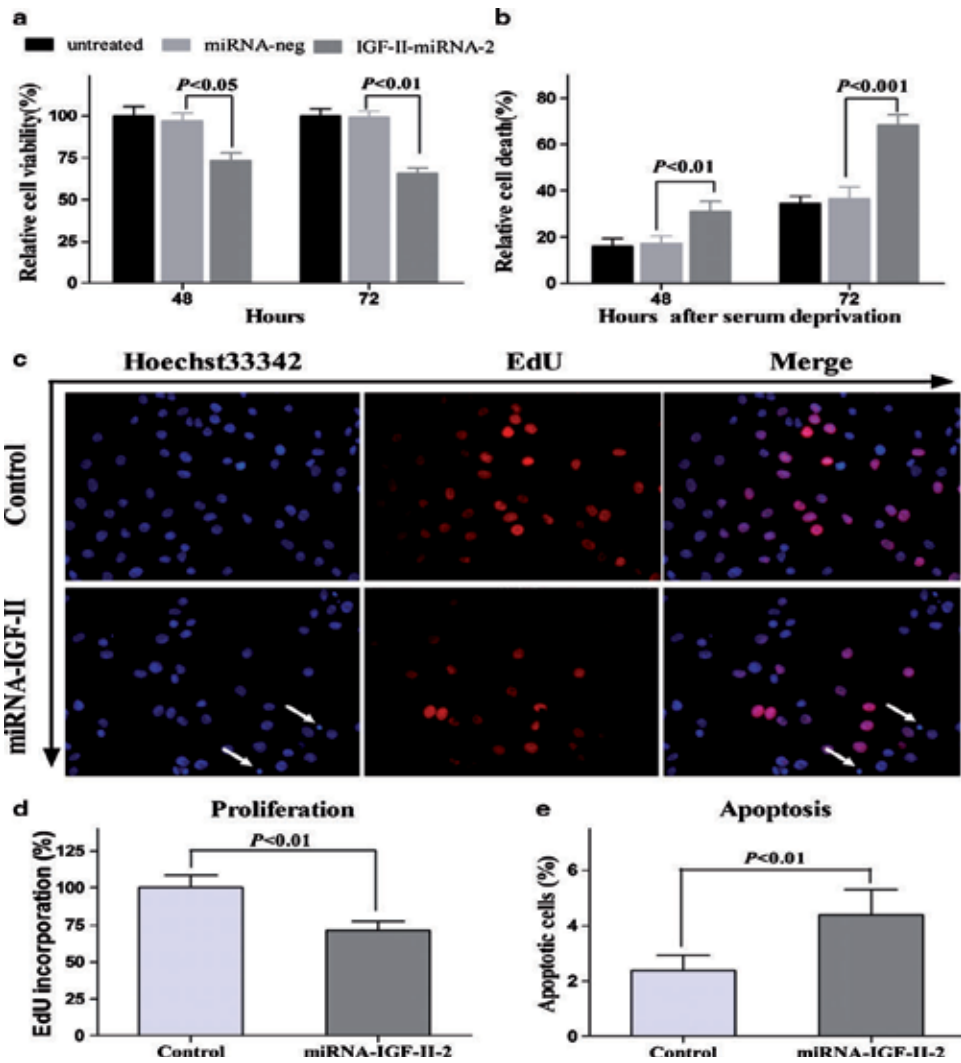 a
b
untreated miRNA-neg IGF-II-miRNA-2
Relative cell viability(%)
100
75
50
25
0
P<0.05
P<0.01
48
72
Hours
Relative cell death(%)
80
60
40
20
0
P<0.01
P<0.001
48
72
Hours after serum deprivation
c
Hoechst33342 EdU Merge
Control
miRNA-IGF-II
d
Proliferation
EdU incorporation (%)
125
100
75
50
25
0
P<0.01
Control miRNA-IGF-II-2
e
Apoptosis
Apoptotic cells (%)
6
4
2
0
P<0.01
Control miRNA-IGF-II-2